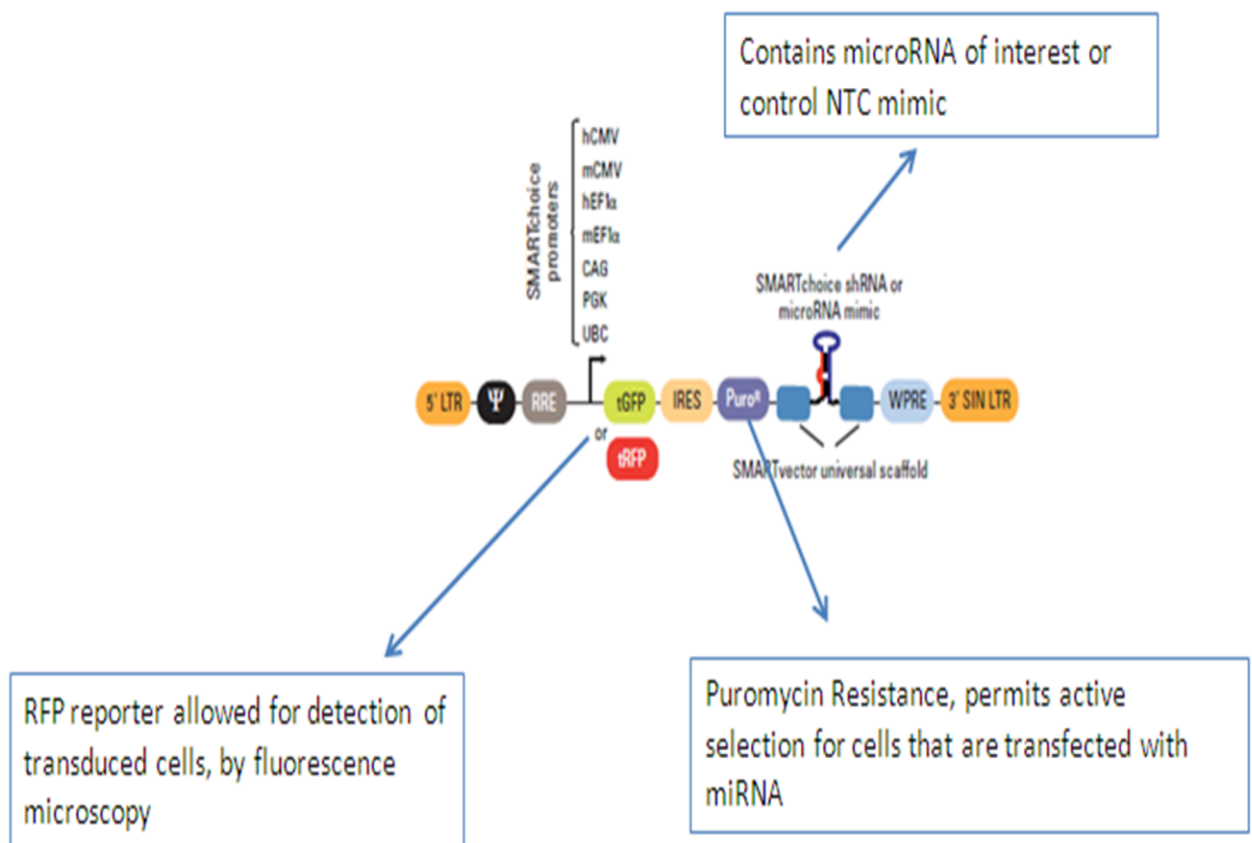 Contains microRNA of interest or
control NTC mimic
SMARTchoice
promoters
hCMV
mCMV
hEF1α
mEF1α
CAG
PGK
UBC
SMARTchoice shRNA or
microRNA mimic
5' LTR Ψ RRE tGFP IRES Puroᴿ WPRE 3' SIN LTR
or
tRFP
SMARTvector universal scaffold
RFP reporter allowed for detection of
transduced cells, by fluorescence
microscopy
Puromycin Resistance, permits active
selection for cells that are transfected with
miRNA